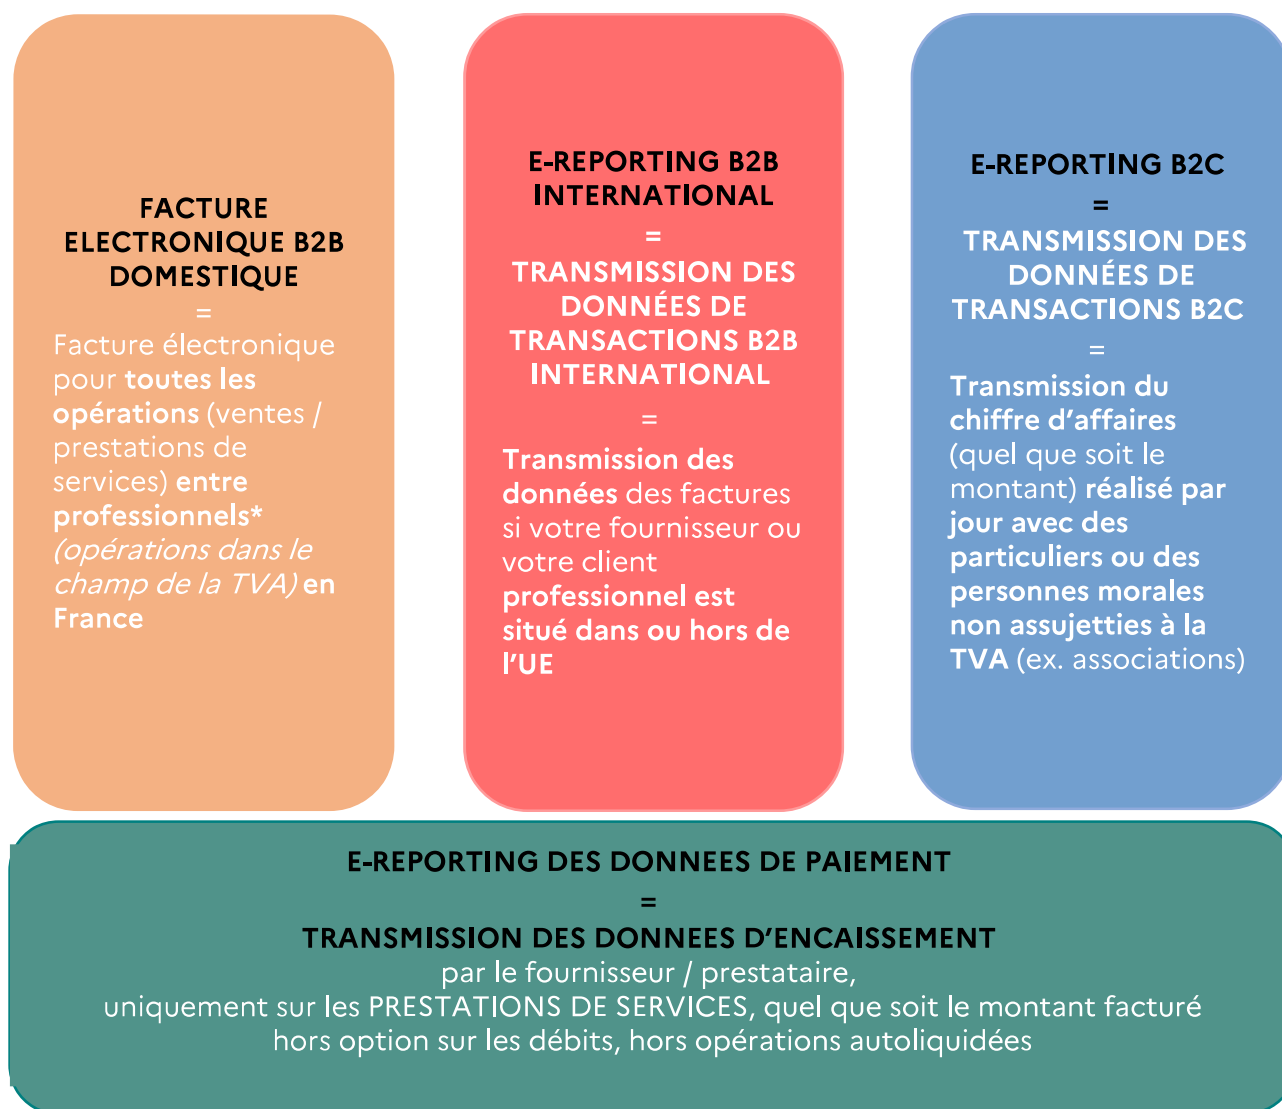 FACTURE
ELECTRONIQUE B2B
DOMESTIQUE
=
Facture électronique
pour toutes les
opérations (ventes /
prestations de
services) entre
professionnels*
(opérations dans le
champ de la TVA) en
France
E-REPORTING B2B
INTERNATIONAL
=
TRANSMISSION DES
DONNÉES DE
TRANSACTIONS B2B
INTERNATIONAL
=
Transmission des
données des factures
si votre fournisseur ou
votre client
professionnel est
situé dans ou hors de
l'UE
E-REPORTING B2C
=
TRANSMISSION DES
DONNÉES DE
TRANSACTIONS B2C
=
Transmission du
chiffre d'affaires
(quel que soit le
montant) réalisé par
jour avec des
particuliers ou des
personnes morales
non assujetties à la
TVA (ex. associations)
E-REPORTING DES DONNEES DE PAIEMENT
=
TRANSMISSION DES DONNEES D'ENCAISSEMENT
par le fournisseur / prestataire,
uniquement sur les PRESTATIONS DE SERVICES, quel que soit le montant facturé
hors option sur les débits, hors opérations autoliquidées